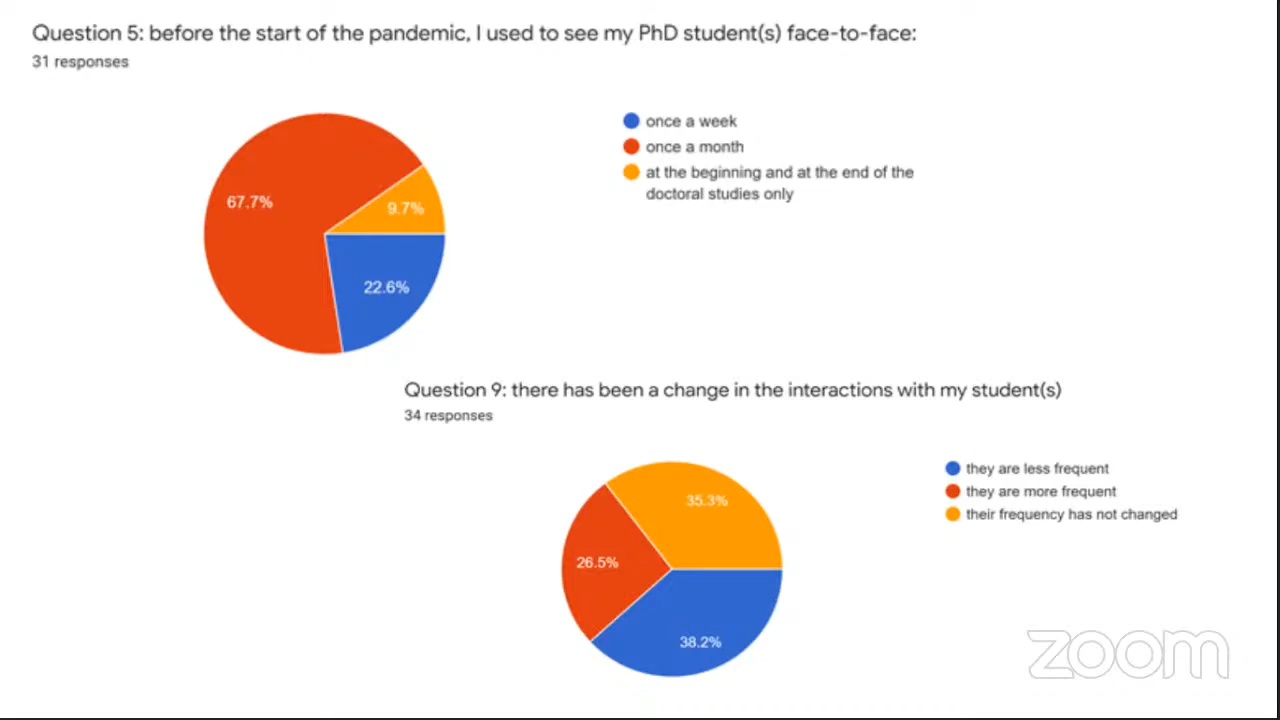 Question 5: before the start of the pandemic, I used to see my PhD student(s) face-to-face:
31 responses
67.7%
9.7%
22.6%
once a week
once a month
at the beginning and at the end of the
doctoral studies only
Question 9: there has been a change in the interactions with my student(s)
34 responses
35.3%
26.5%
38.2%
they are less frequent
they are more frequent
their frequency has not changed
zoom